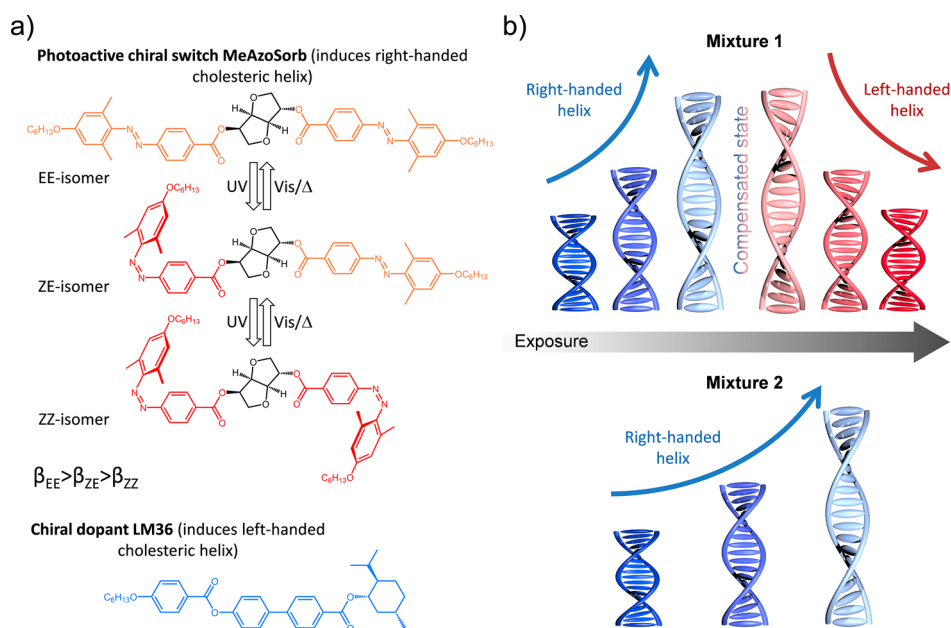 a)
Photoactive chiral switch MeAzoSorb (induces right-handed
cholesteric helix)
C₆H₁₃O
N
N
O
O
H
O
H
O
O
O
N
N
OC₆H₁₃
EE-isomer
UV
Vis/Δ
OC₆H₁₃
N
N
O
O
H
O
H
O
O
O
N
N
OC₆H₁₃
ZE-isomer
UV
Vis/Δ
OC₆H₁₃
N
N
O
O
H
O
H
O
O
O
N
N
C₆H₁₃O
ZZ-isomer
βEE>βZE>βZZ
Chiral dopant LM36 (induces left-handed
cholesteric helix)
C₆H₁₃O
O
O
O
O
b)
Mixture 1
Right-handed
helix
Compensated state
Left-handed
helix
Exposure
Mixture 2
Right-handed
helix